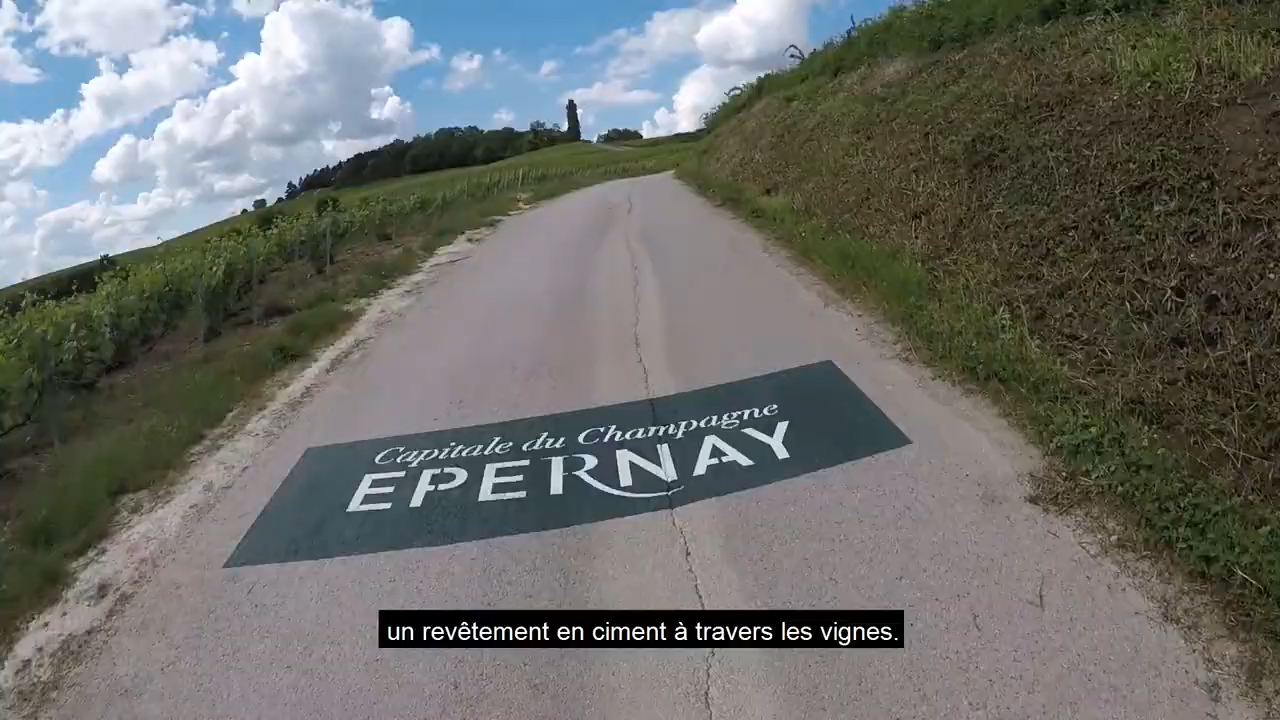 Capitale du Champagne
EPERNAY
un revêtement en ciment à travers les vignes.